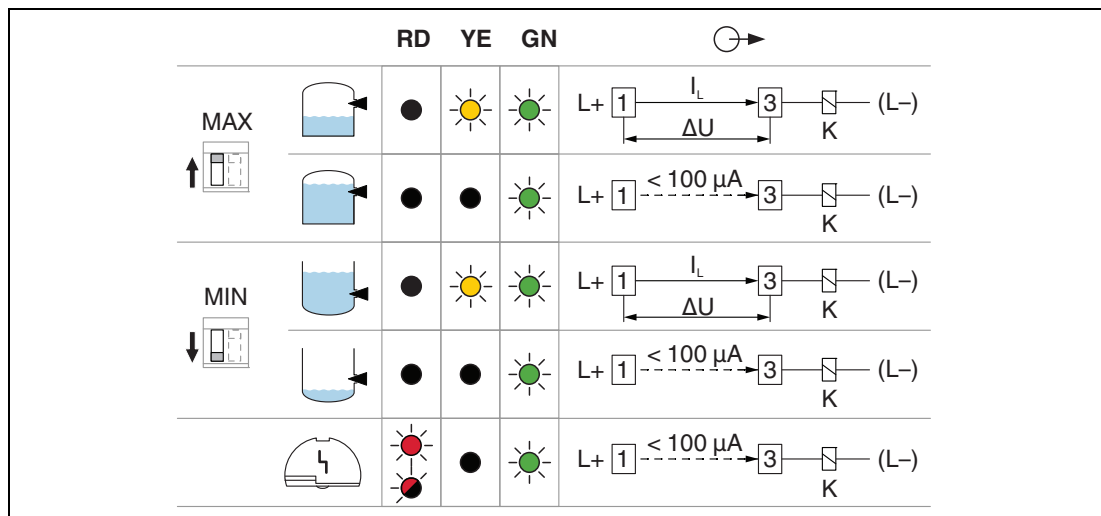 RD YE GN
MAX
L+ 1 I_L 3 (L–)
ΔU K
L+ 1 < 100 µA 3 (L–)
K
MIN
L+ 1 I_L 3 (L–)
ΔU K
L+ 1 < 100 µA 3 (L–)
K
L+ 1 < 100 µA 3 (L–)
K